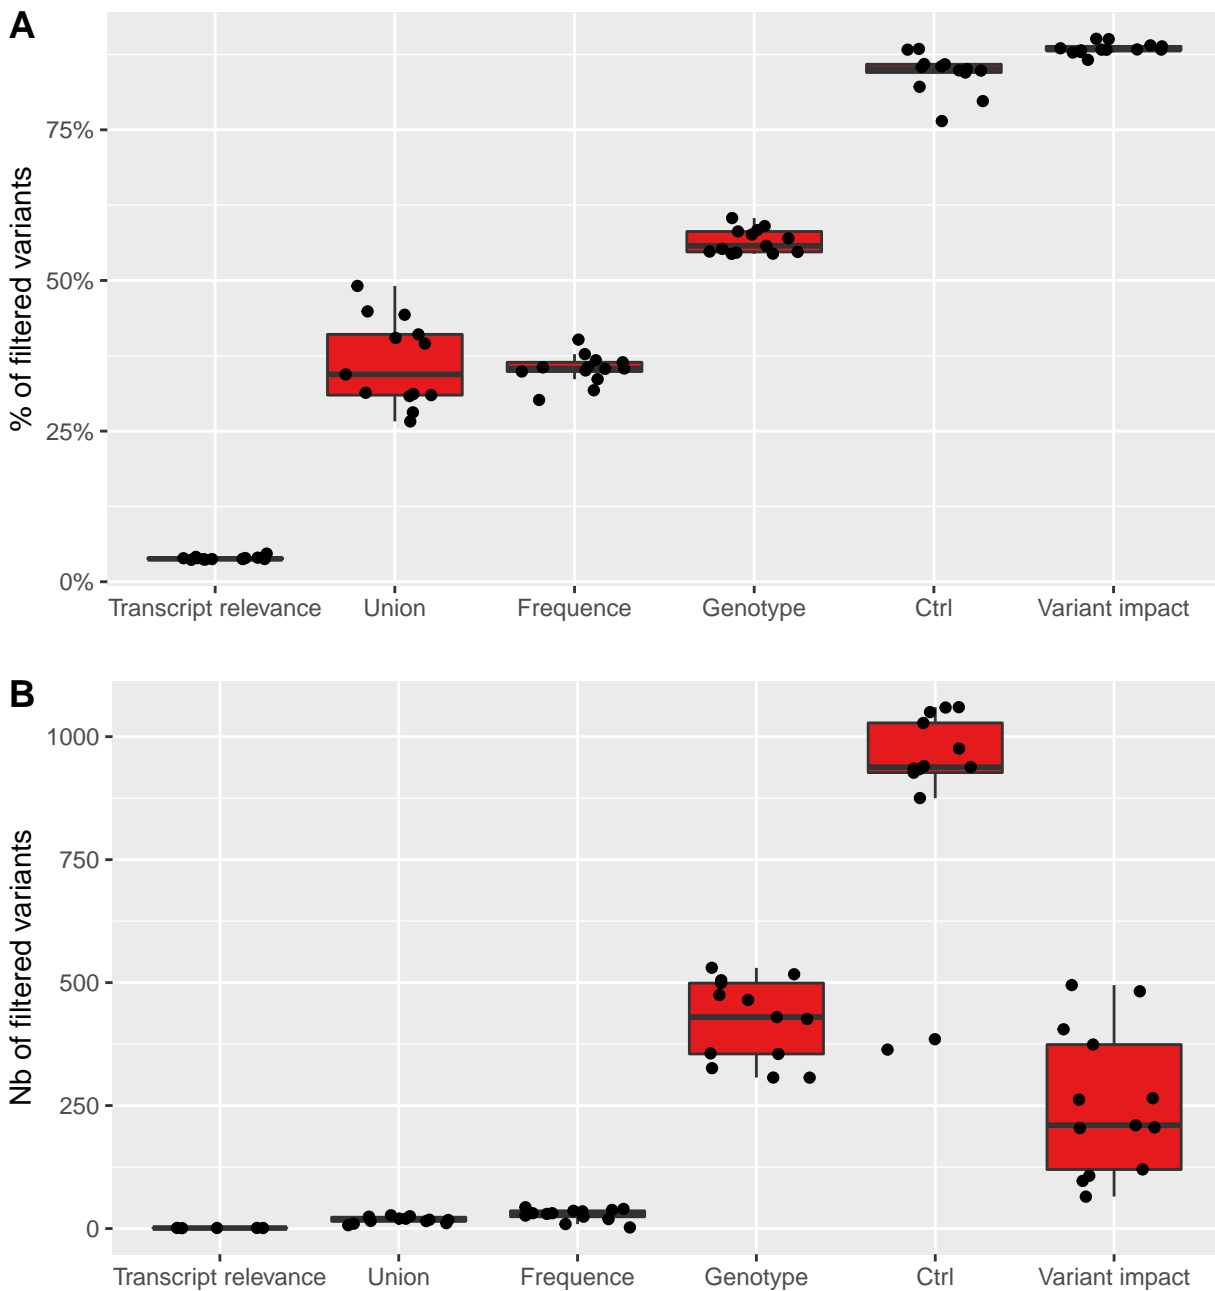 A
% of filtered variants
75%
50%
25%
0%
Transcript relevance Union Frequence Genotype Ctrl Variant impact
B
Nb of filtered variants
1000
750
500
250
0
Transcript relevance Union Frequence Genotype Ctrl Variant impact